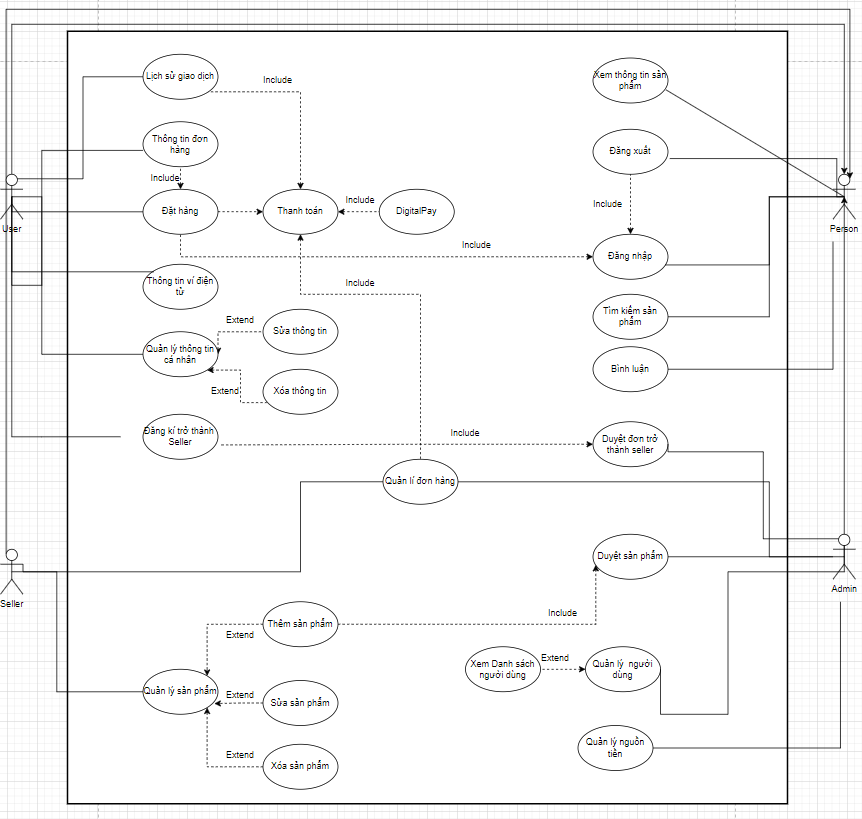 Lịch sử giao dịch
Include
Xem thông tin sản
phẩm
Thông tin đơn
hàng
Đăng xuất
Include
User
Đặt hàng
Thanh toán
Include
DigitalPay
Include
Person
Include
Đăng nhập
Thông tin ví điện
tử
Include
Extend
Sửa thông tin
Tìm kiếm sản
phẩm
Quản lý thông tin
cá nhân
Bình luận
Extend
Xóa thông tin
Đăng kí trở thành
Seller
Include
Duyệt đơn trở
thành seller
Quản lí đơn hàng
Duyệt sản phẩm
Seller
Admin
Include
Thêm sản phẩm
Extend
Xem Danh sách
người dùng
Extend
Quản lý người
dùng
Quản lý sản phẩm
Extend
Sửa sản phẩm
Quản lý nguồn
tiền
Extend
Xóa sản phẩm